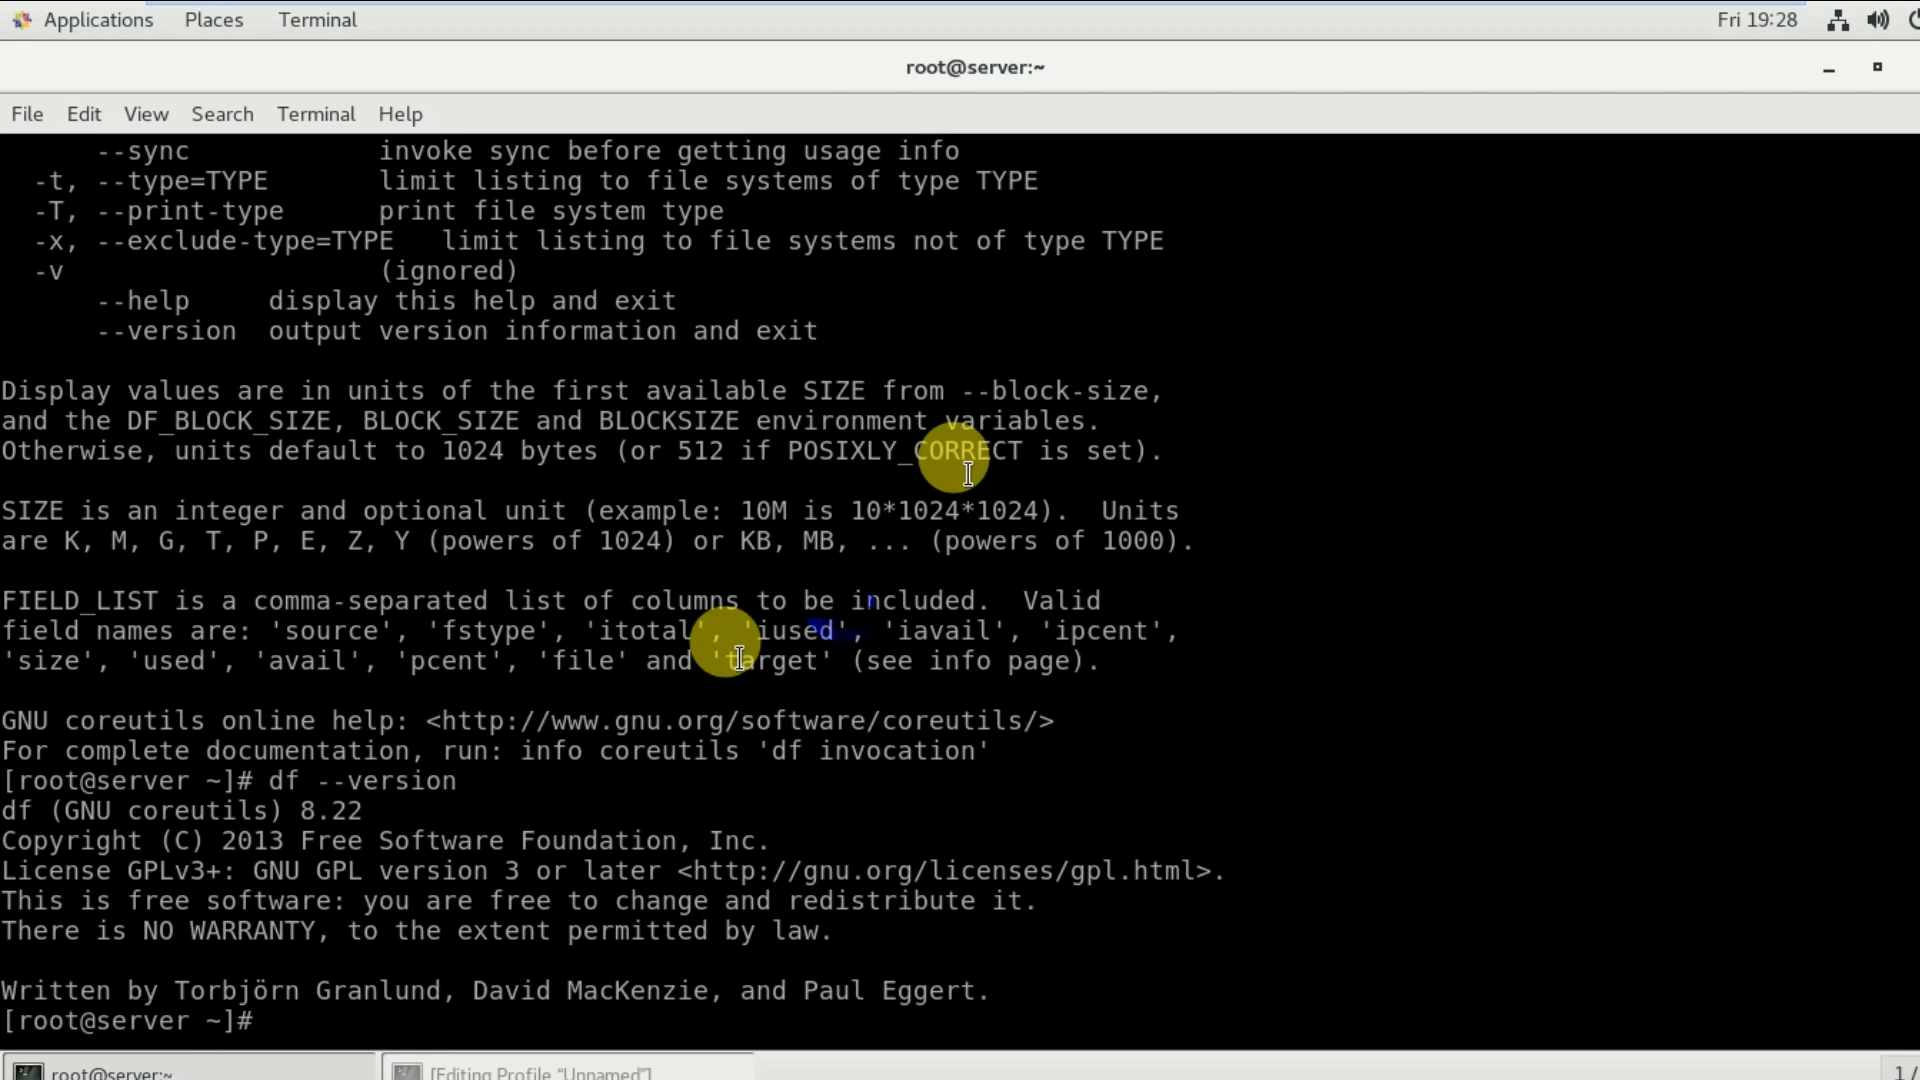 Applications Places Terminal Fri 19:28
root@server:~
File Edit View Search Terminal Help
--sync invoke sync before getting usage info
-t, --type=TYPE limit listing to file systems of type TYPE
-T, --print-type print file system type
-x, --exclude-type=TYPE limit listing to file systems not of type TYPE
-v (ignored)
--help display this help and exit
--version output version information and exit
Display values are in units of the first available SIZE from --block-size,
and the DF_BLOCK_SIZE, BLOCK_SIZE and BLOCKSIZE environment variables.
Otherwise, units default to 1024 bytes (or 512 if POSIXLY_CORRECT is set).
SIZE is an integer and optional unit (example: 10M is 10*1024*1024). Units
are K, M, G, T, P, E, Z, Y (powers of 1024) or KB, MB, ... (powers of 1000).
FIELD_LIST is a comma-separated list of columns to be included. Valid
field names are: 'source', 'fstype', 'itotal', 'iused', 'iavail', 'ipcent',
'size', 'used', 'avail', 'pcent', 'file' and 'target' (see info page).
GNU coreutils online help: <http://www.gnu.org/software/coreutils/>
For complete documentation, run: info coreutils 'df invocation'
[root@server ~]# df --version
df (GNU coreutils) 8.22
Copyright (C) 2013 Free Software Foundation, Inc.
License GPLv3+: GNU GPL version 3 or later <http://gnu.org/licenses/gpl.html>.
This is free software: you are free to change and redistribute it.
There is NO WARRANTY, to the extent permitted by law.
Written by Torbjörn Granlund, David MacKenzie, and Paul Eggert.
[root@server ~]#
root@server:~ [Editing Profile “Unnamed”] 1 /